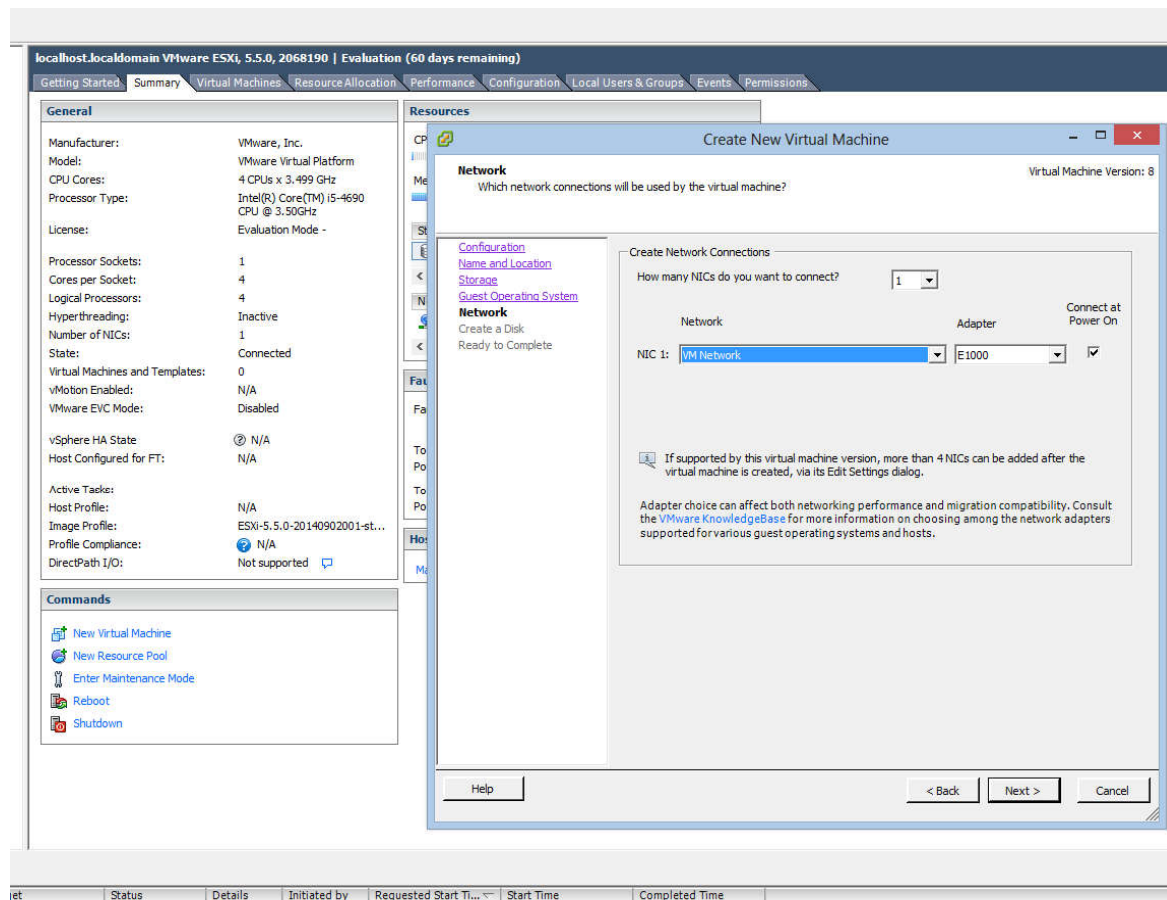 localhost.localdomain VMware ESXi, 5.5.0, 2068190 | Evaluation (60 days remaining)
Getting Started Summary Virtual Machines Resource Allocation Performance Configuration Local Users & Groups Events Permissions
General
Manufacturer: VMware, Inc.
Model: VMware Virtual Platform
CPU Cores: 4 CPUs x 3.499 GHz
Processor Type: Intel(R) Core(TM) i5-4690
CPU @ 3.50GHz
License: Evaluation Mode -
Processor Sockets: 1
Cores per Socket: 4
Logical Processors: 4
Hyperthreading: Inactive
Number of NICs: 1
State: Connected
Virtual Machines and Templates: 0
vMotion Enabled: N/A
VMware EVC Mode: Disabled
vSphere HA State N/A
Host Configured for FT: N/A
Active Tasks:
Host Profile: N/A
Image Profile: ESXi-5.5.0-20140902001-st...
Profile Compliance: N/A
DirectPath I/O: Not supported
Commands
New Virtual Machine
New Resource Pool
Enter Maintenance Mode
Reboot
Shutdown
Resources
Create New Virtual Machine
Network
Which network connections will be used by the virtual machine?
Virtual Machine Version: 8
Configuration
Name and Location
Storage
Guest Operating System
Network
Create a Disk
Ready to Complete
Create Network Connections
How many NICs do you want to connect? 1
Network Adapter Connect at
Power On
NIC 1: VM Network E1000
If supported by this virtual machine version, more than 4 NICs can be added after the
virtual machine is created, via its Edit Settings dialog.
Adapter choice can affect both networking performance and migration compatibility. Consult
the VMware KnowledgeBase for more information on choosing among the network adapters
supported for various guest operating systems and hosts.
Help < Back Next > Cancel
Status Details Initiated by Requested Start Ti... Start Time Completed Time